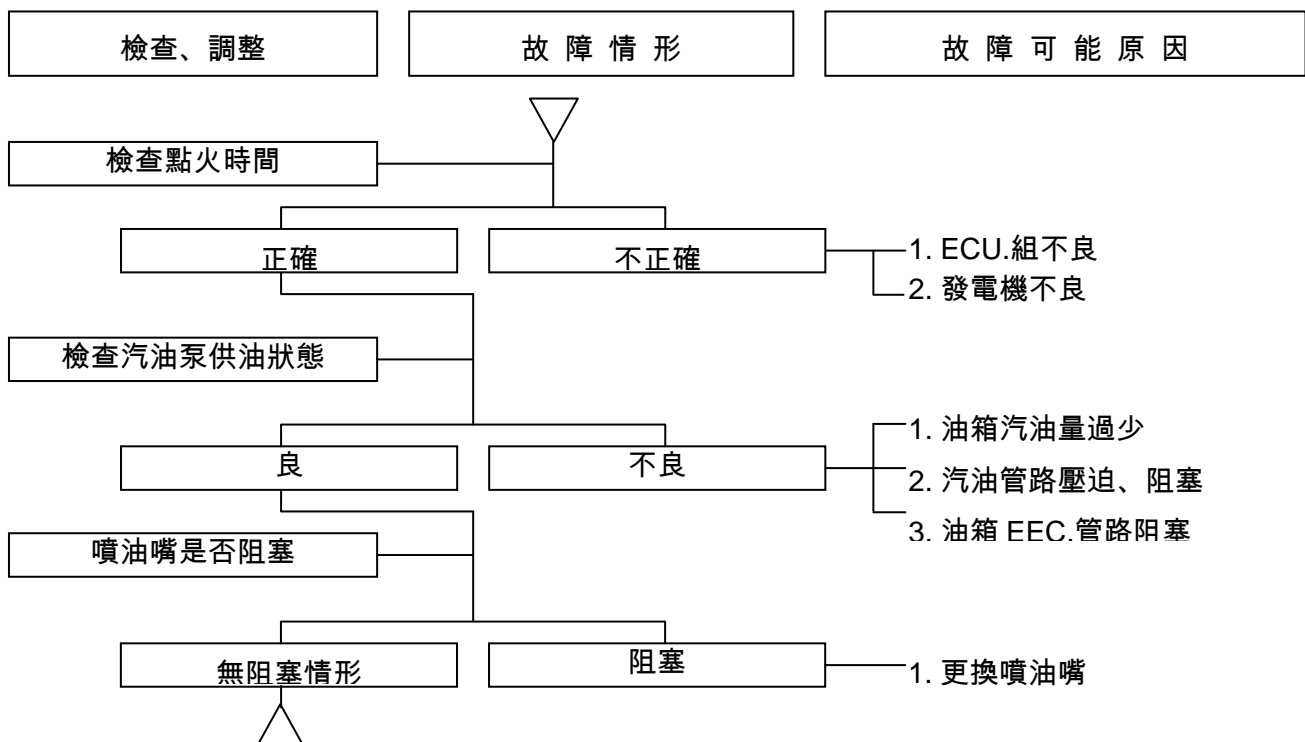 檢查、調整
故障情形
故障可能原因
檢查點火時間
正確
不正確
1. ECU.組不良
2. 發電機不良
檢查汽油泵供油狀態
良
不良
1. 油箱汽油量過少
2. 汽油管路壓迫、阻塞
3. 油箱 EEC.管路阻塞
噴油嘴是否阻塞
無阻塞情形
阻塞
1. 更換噴油嘴